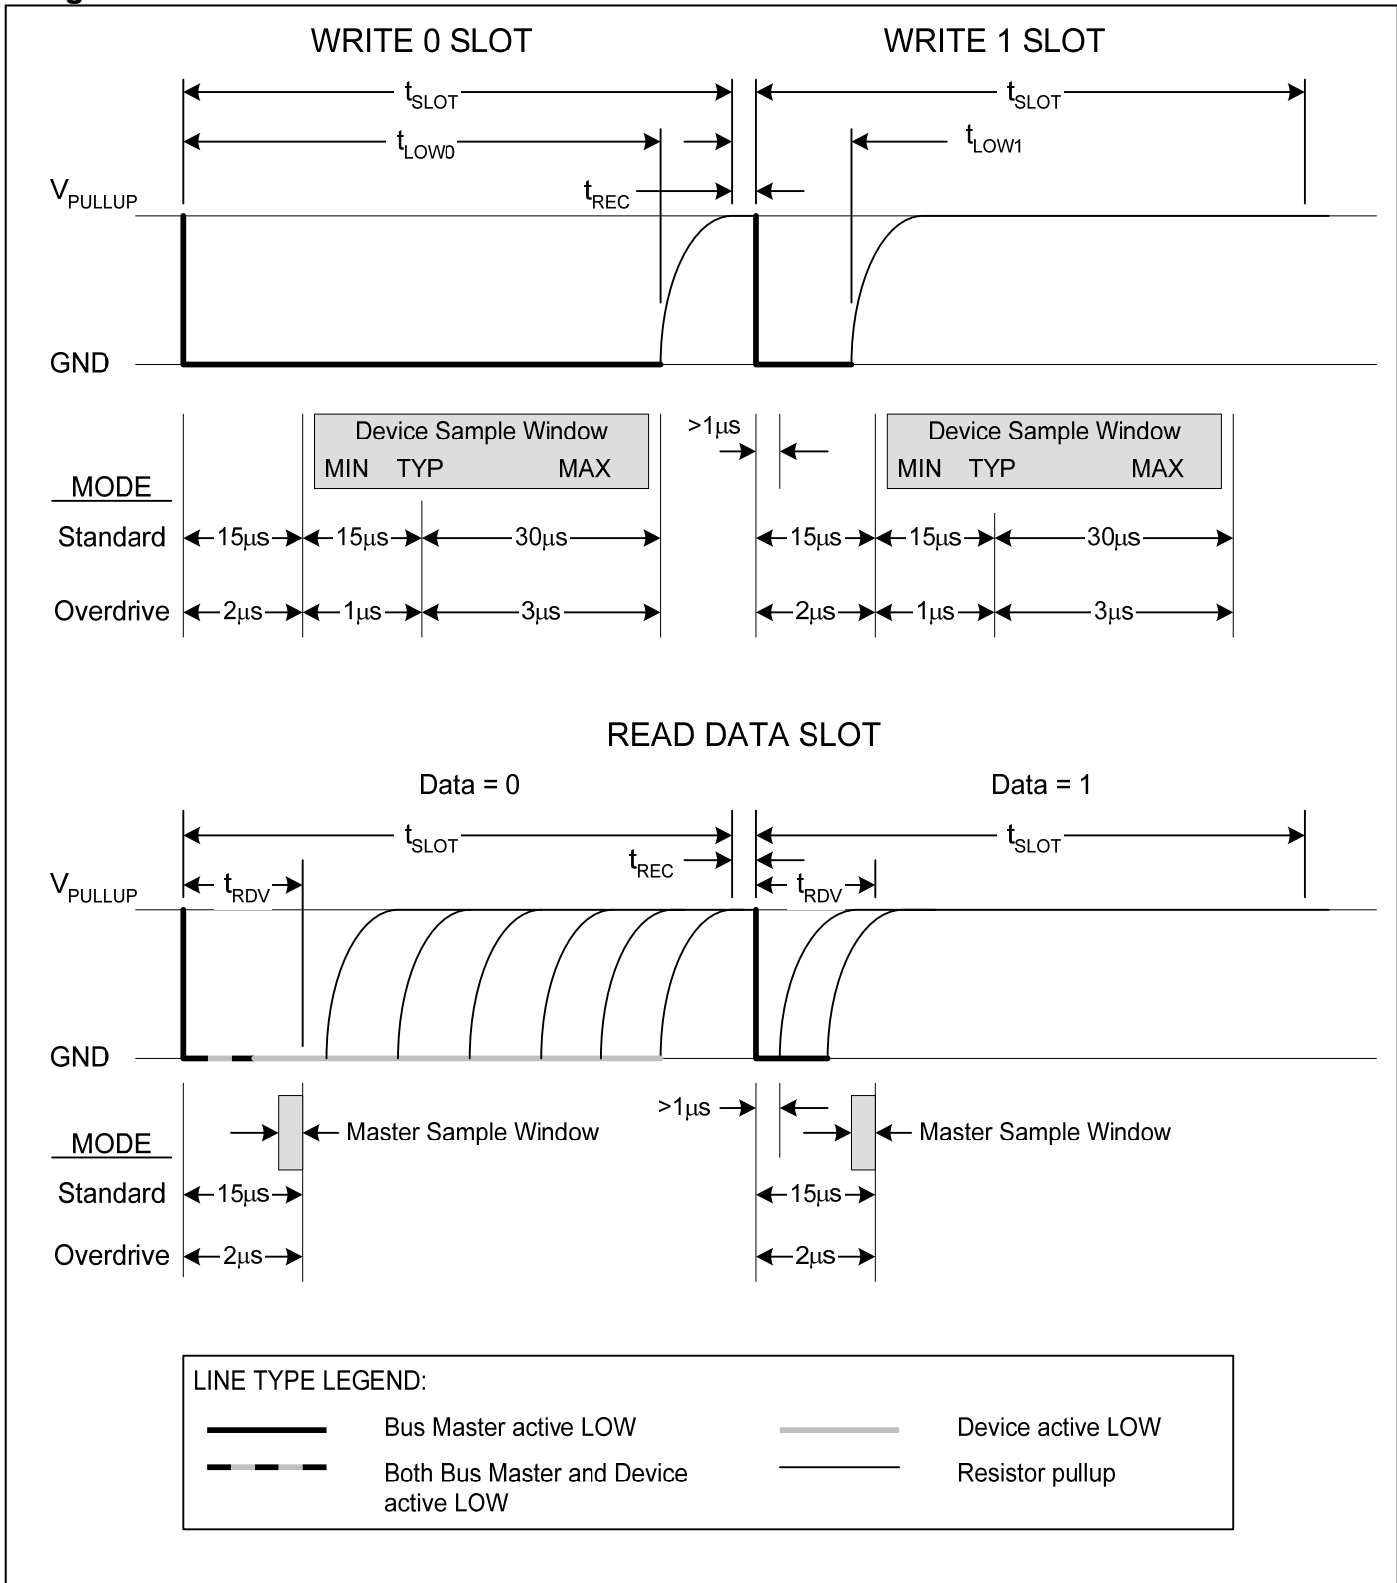 WRITE 0 SLOT WRITE 1 SLOT
tSLOT tSLOT
tLOW0 tLOW1
VPULLUP tREC
GND
>1µs
Device Sample Window Device Sample Window
MIN TYP MAX MIN TYP MAX
MODE
Standard 15µs 15µs 30µs 15µs 15µs 30µs
Overdrive 2µs 1µs 3µs 2µs 1µs 3µs
READ DATA SLOT
Data = 0 Data = 1
tSLOT tSLOT
tREC
VPULLUP tRDV tRDV
GND
>1µs
MODE Master Sample Window Master Sample Window
Standard 15µs 15µs
Overdrive 2µs 2µs
LINE TYPE LEGEND:
Bus Master active LOW Device active LOW
Both Bus Master and Device Resistor pullup
active LOW